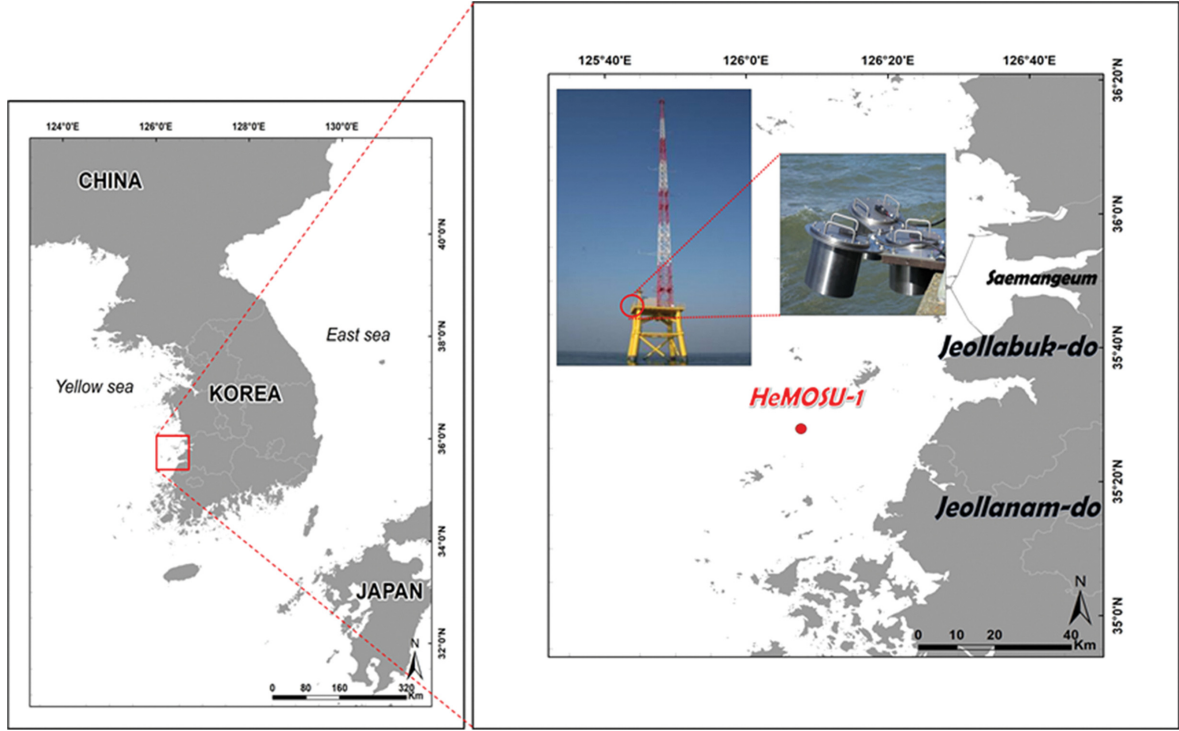 124°0'E 126°0'E 128°0'E 130°0'E
CHINA
40°0'N
East sea
38°0'N
Yellow sea
KOREA
36°0'N
34°0'N
JAPAN
32°0'N
N
0 80 160 320
Km
125°40'E 126°0'E 126°20'E 126°40'E
36°20'N
36°0'N
Saemangeum
35°40'N
Jeollabuk-do
HeMOSU-1
35°20'N
Jeollanam-do
35°0'N
N
0 10 20 40
Km